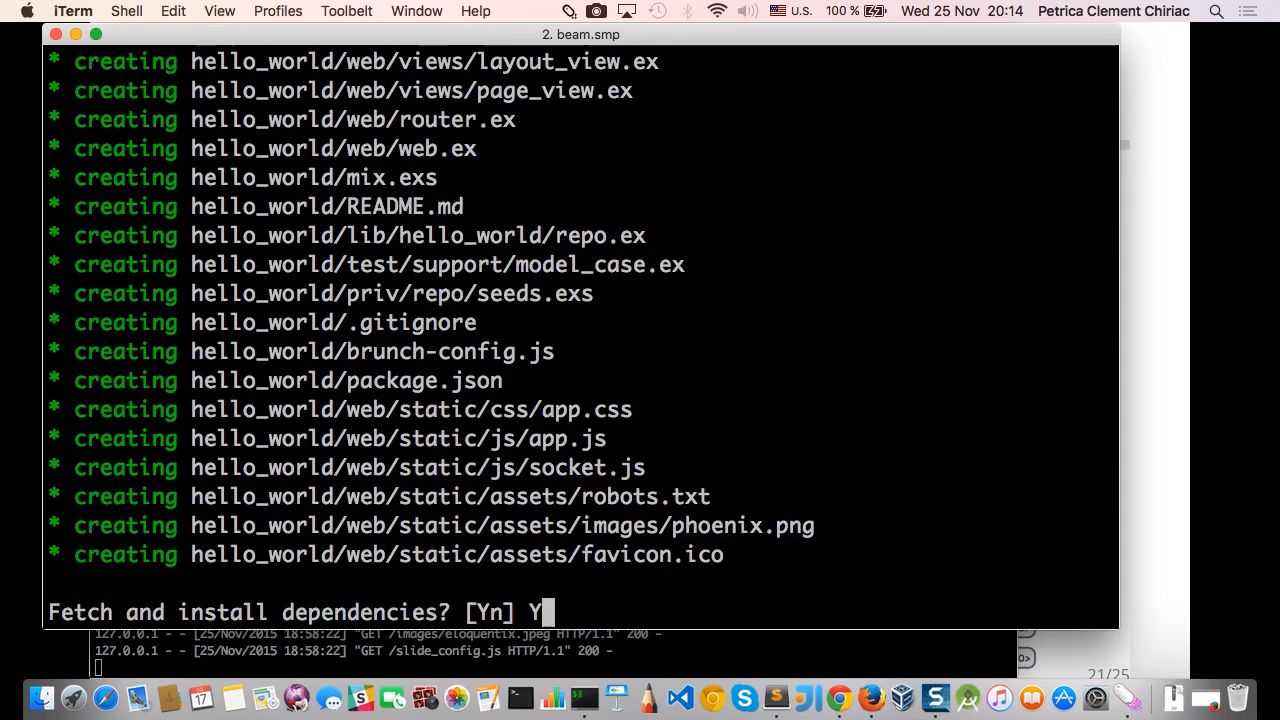 iTerm Shell Edit View Profiles Toolbelt Window Help U.S. 100 % Wed 25 Nov 20:14 Petrica Clement Chiriac
2. beam.smp
* creating hello_world/web/views/layout_view.ex
* creating hello_world/web/views/page_view.ex
* creating hello_world/web/router.ex
* creating hello_world/web/web.ex
* creating hello_world/mix.exs
* creating hello_world/README.md
* creating hello_world/lib/hello_world/repo.ex
* creating hello_world/test/support/model_case.ex
* creating hello_world/priv/repo/seeds.exs
* creating hello_world/.gitignore
* creating hello_world/brunch-config.js
* creating hello_world/package.json
* creating hello_world/web/static/css/app.css
* creating hello_world/web/static/js/app.js
* creating hello_world/web/static/js/socket.js
* creating hello_world/web/static/assets/robots.txt
* creating hello_world/web/static/assets/images/phoenix.png
* creating hello_world/web/static/assets/favicon.ico
Fetch and install dependencies? [Yn] Y
127.0.0.1 - - [25/Nov/2015 18:58:22] "GET /images/eloquentix.jpeg HTTP/1.1" 200 -
127.0.0.1 - - [25/Nov/2015 18:58:22] "GET /slide_config.js HTTP/1.1" 200 -
21/25
17